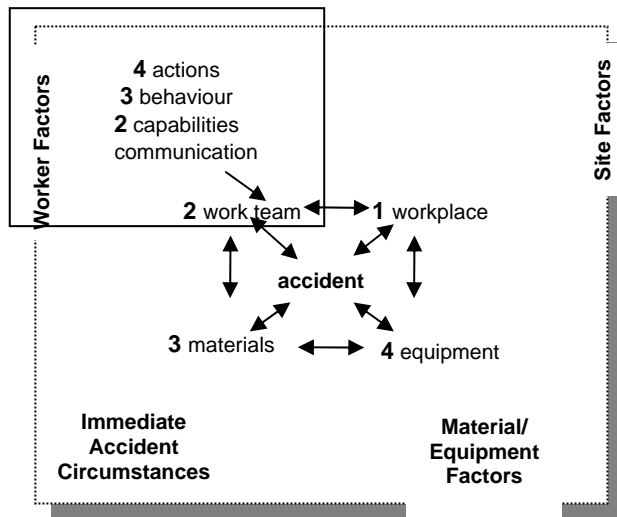 Worker Factors
4 actions
3 behaviour
2 capabilities
communication
Site Factors
2 work team
1 workplace
accident
3 materials
4 equipment
Immediate
Accident
Circumstances
Material/
Equipment
Factors